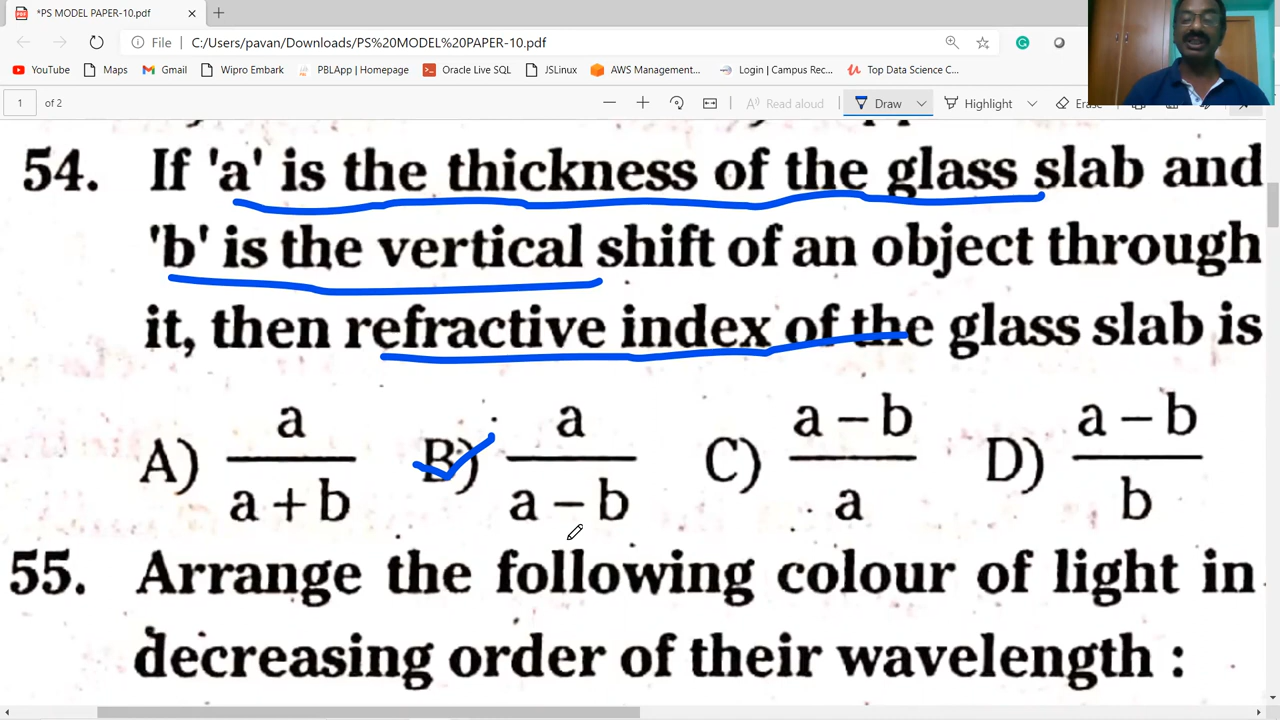 *PS MODEL PAPER-10.pdf
File C:/Users/pavan/Downloads/PS%20MODEL%20PAPER-10.pdf
YouTube Maps Gmail Wipro Embark PBLApp | Homepage Oracle Live SQL JSLinux AWS Management... Login | Campus Rec... Top Data Science C...
1 of 2 Read aloud Draw Highlight Erase
54. If 'a' is the thickness of the glass slab and
'b' is the vertical shift of an object through
it, then refractive index of the glass slab is
A) a / a + b B) a / a – b C) a – b / a D) a – b / b
55. Arrange the following colour of light in
decreasing order of their wavelength :